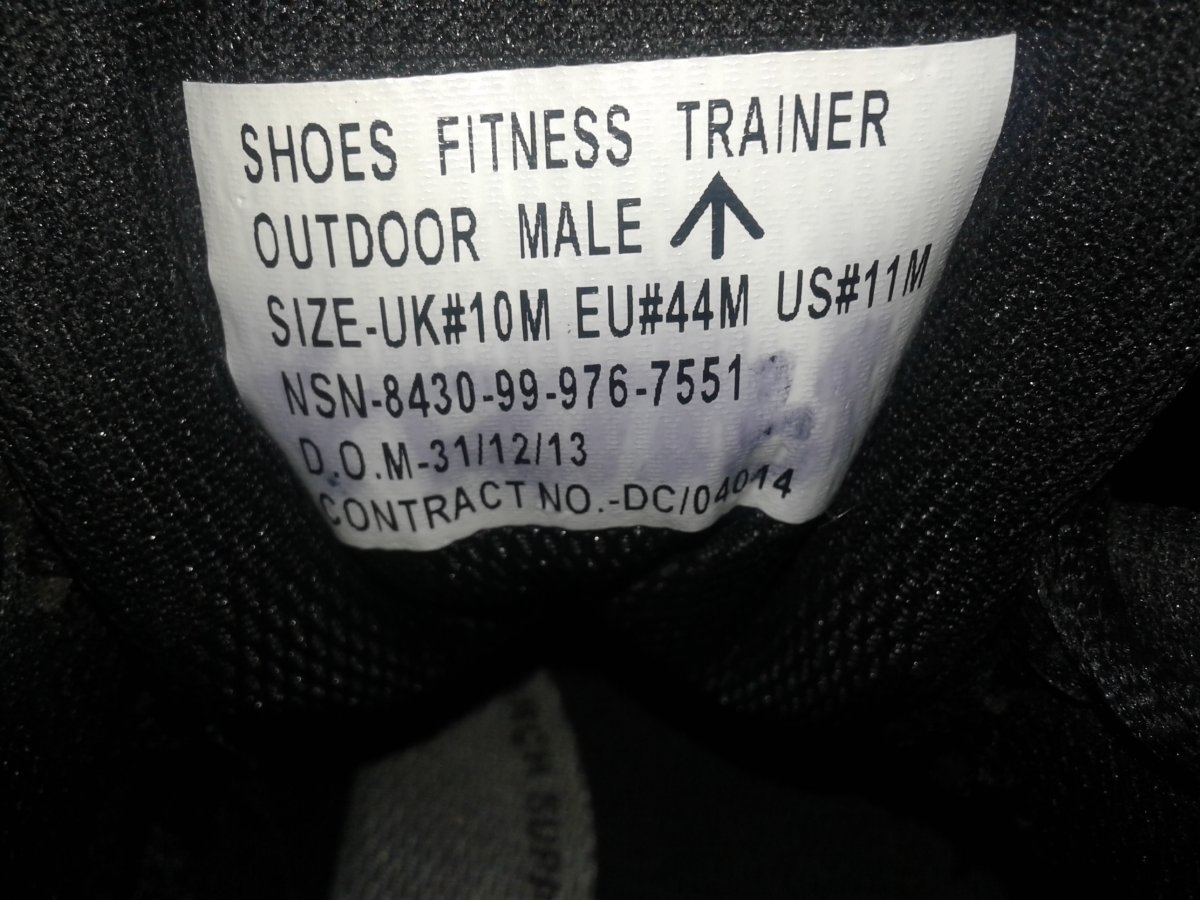 SHOES FITNESS TRAINER
OUTDOOR MALE
SIZE-UK#10M EU#44M US#11M
NSN-8430-99-976-7551
D.O.M-31/12/13
CONTRACT NO.-DC/04014